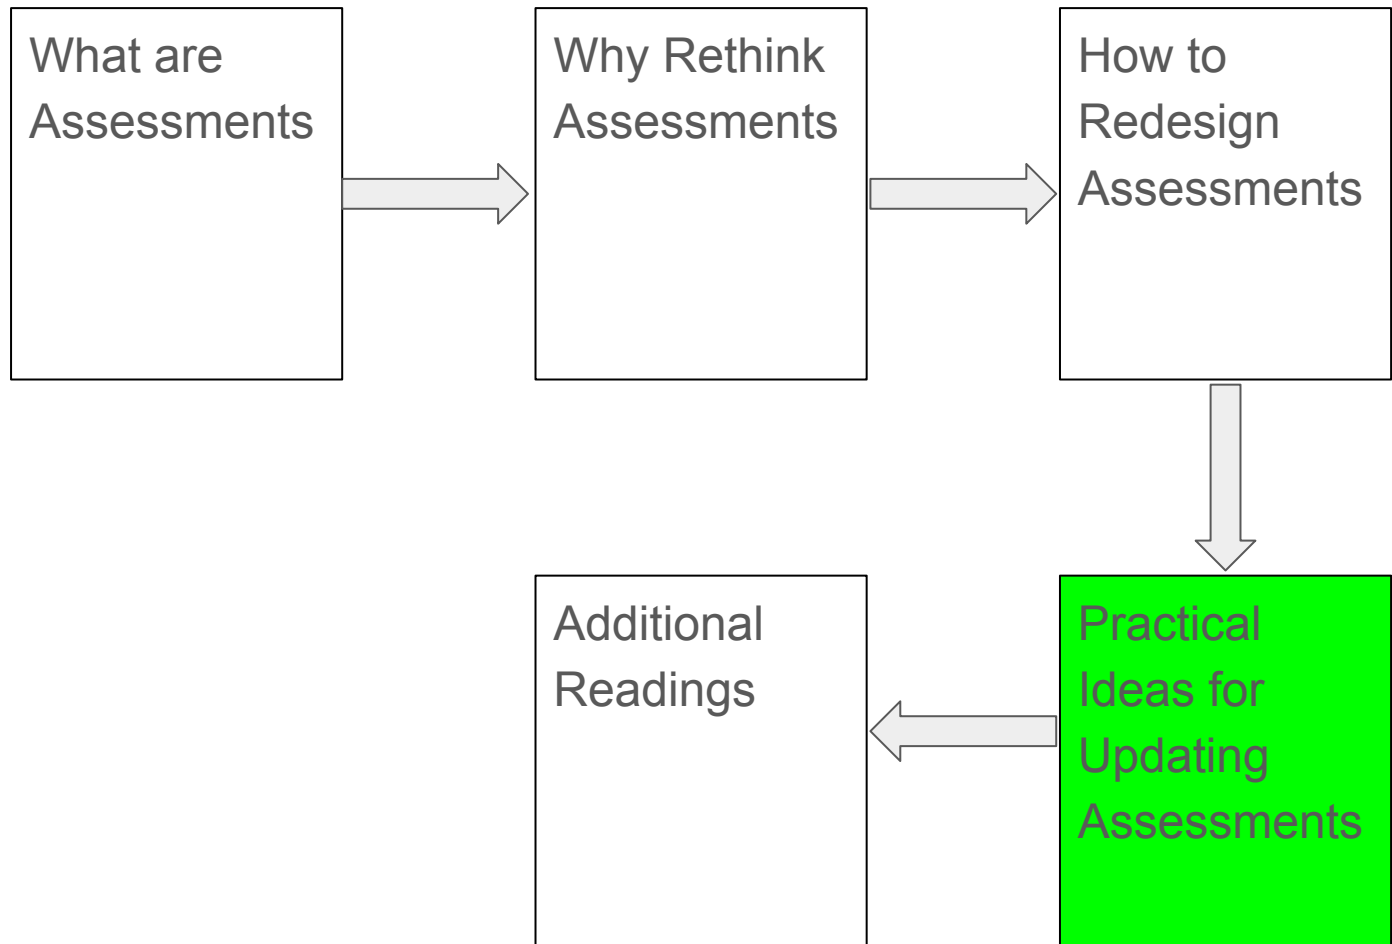 What are
Assessments
Why Rethink
Assessments
How to
Redesign
Assessments
Practical
Ideas for
Updating
Assessments
Additional
Readings